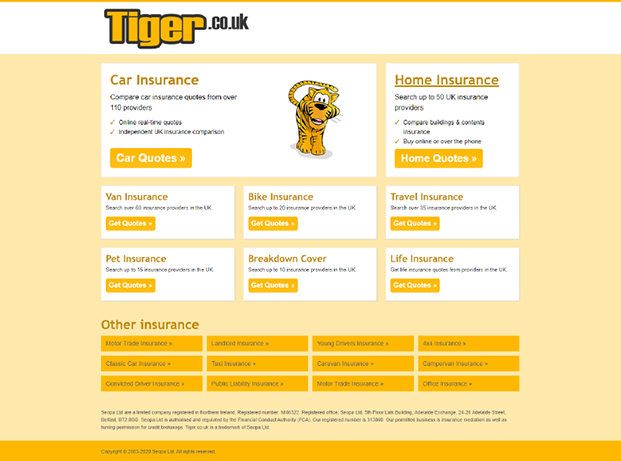 Tiger.co.uk
Car Insurance
Compare car insurance quotes from over
110 providers
✓ Online real-time quotes
✓ Independent UK insurance comparison
Car Quotes »
Home Insurance
Search up to 50 UK insurance
providers
✓ Compare buildings & contents
insurance
✓ Buy online or over the phone
Home Quotes »
Van Insurance
Search over 60 insurance providers in the UK.
Get Quotes »
Bike Insurance
Search up to 20 insurance providers in the UK.
Get Quotes »
Travel Insurance
Search over 35 insurance providers in the UK.
Get Quotes »
Pet Insurance
Search up to 15 insurance providers in the UK.
Get Quotes »
Breakdown Cover
Search up to 10 insurance providers in the UK.
Get Quotes »
Life Insurance
Get life insurance quotes from providers in the UK.
Get Quotes »
Other insurance
Motor Trade Insurance »
Landlord Insurance »
Young Drivers Insurance »
4x4 Insurance »
Classic Car Insurance »
Taxi Insurance »
Caravan Insurance »
Campervan Insurance »
Convicted Driver Insurance »
Public Liability Insurance »
Motor Trade Insurance »
Office Insurance »
Seopa Ltd are a limited company registered in Northern Ireland, Registered number. Registered office, Seopa Ltd, 5th Floor Link Building, Adelaide Exchange, 24-26 Adelaide Street,
Belfast, Seopa Ltd is authorised and regulated by the Financial Conduct Authority (FCA). Our registered number is Our permitted business is insurance mediation as well as
having permission for credit brokerage. Tiger.co.uk is a trademark of Seopa Ltd.
Copyright © Seopa Ltd. All rights reserved.